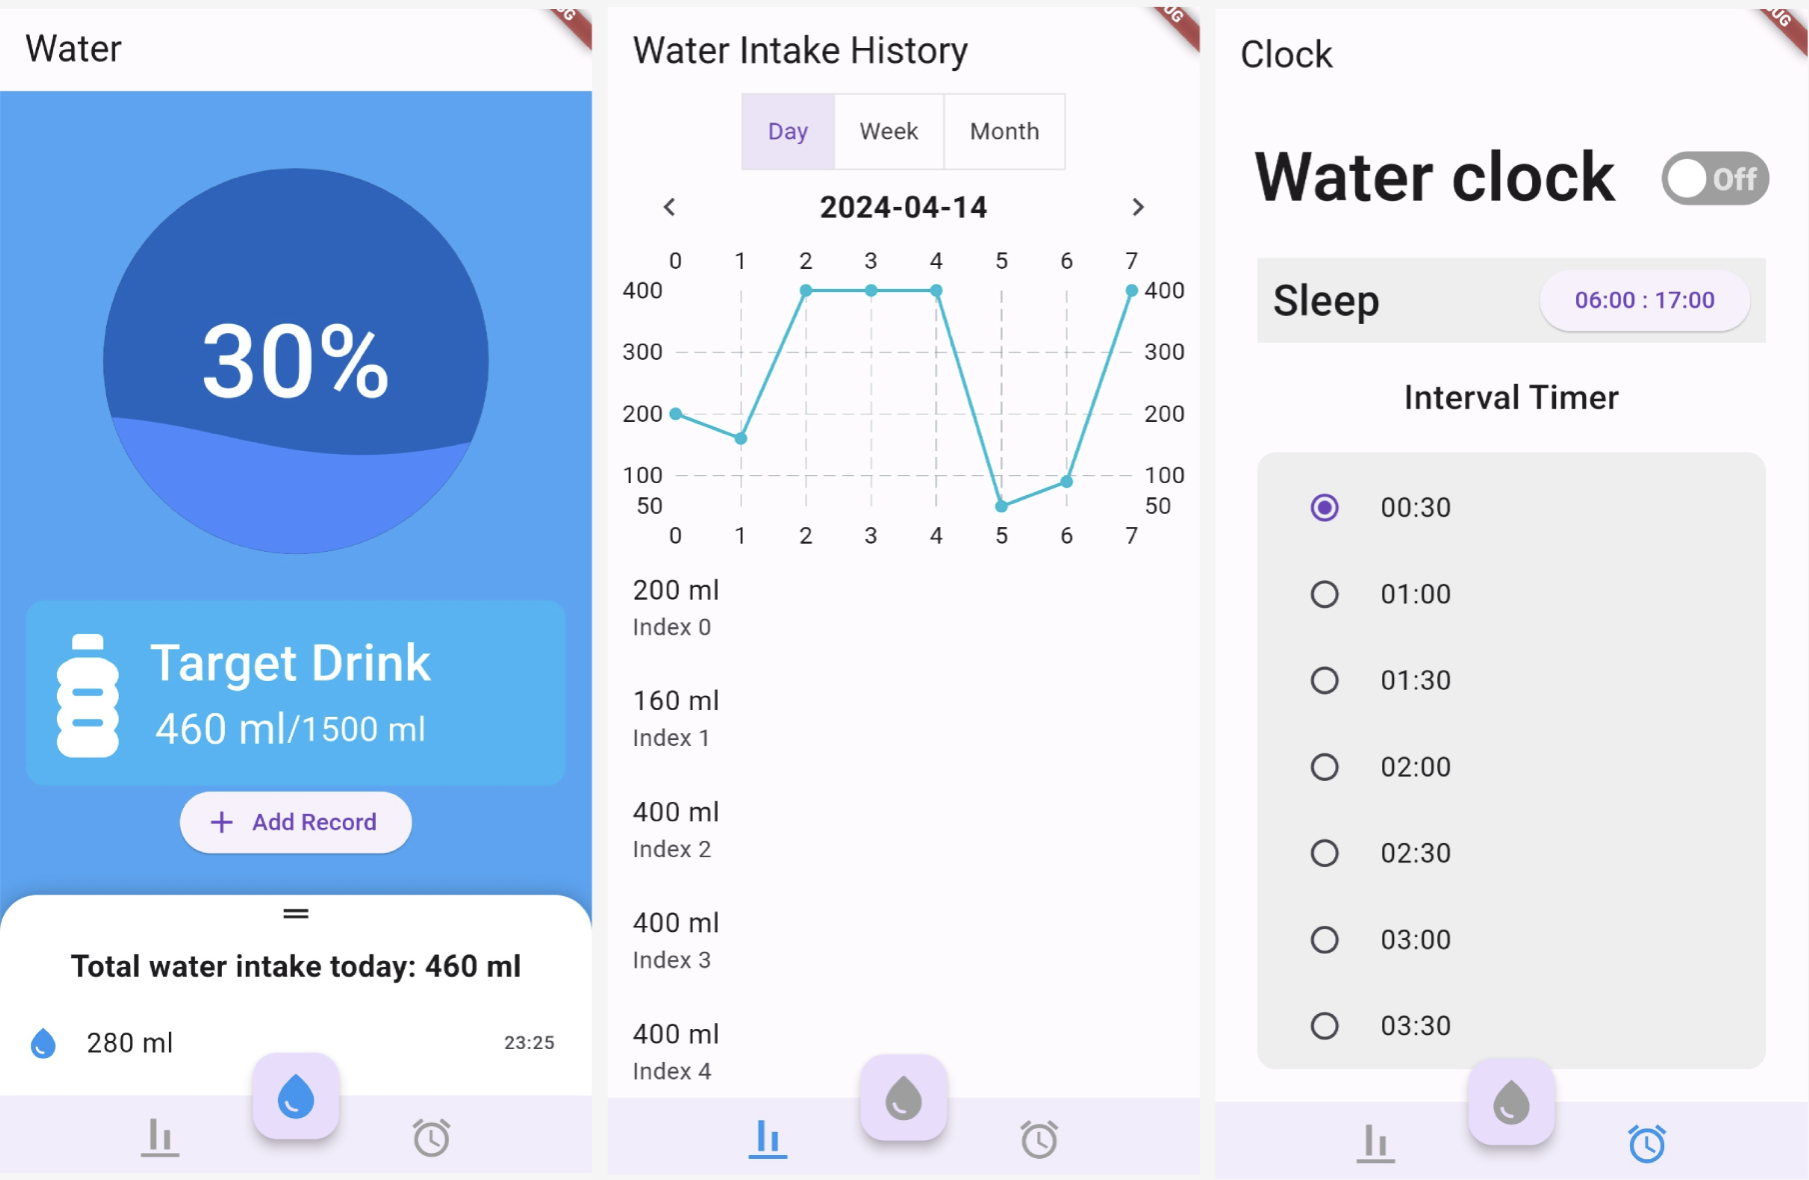 Water
UG
30%
Target Drink
460 ml/1500 ml
+ Add Record
Total water intake today: 460 ml
280 ml 23:25
Water Intake History
UG
Day Week Month
2024-04-14
0 1 2 3 4 5 6 7
400 400
300 300
200 200
100 100
50 50
0 1 2 3 4 5 6 7
200 ml
Index 0
160 ml
Index 1
400 ml
Index 2
400 ml
Index 3
400 ml
Index 4
Clock
UG
Water clock Off
Sleep 06:00 : 17:00
Interval Timer
00:30
01:00
01:30
02:00
02:30
03:00
03:30